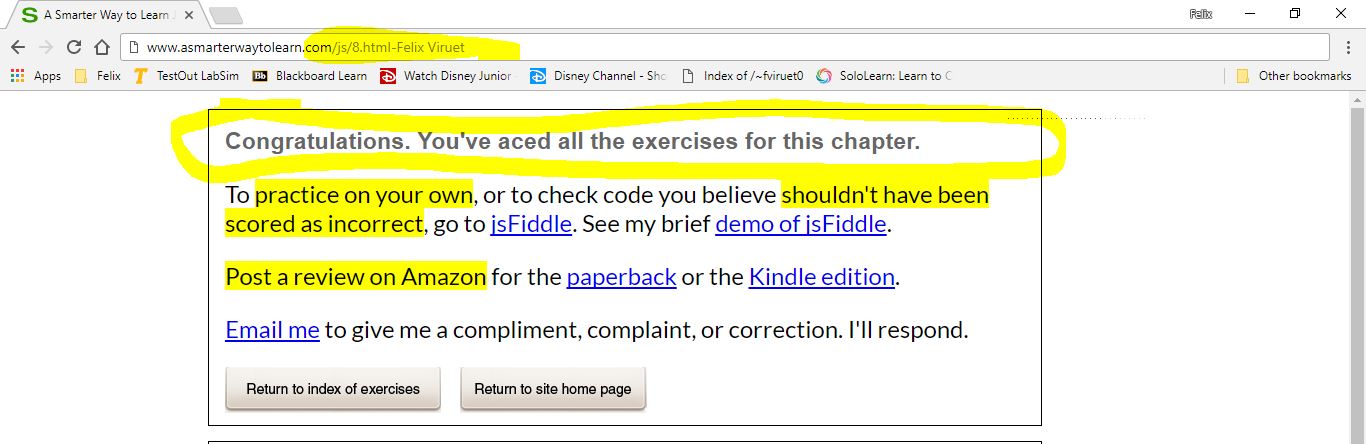 A Smarter Way to Learn
Felix
www.asmarterwaytolearn.com/js/8.html-Felix Viruet
Apps Felix TestOut LabSim Bb Blackboard Learn Watch Disney Junior Disney Channel - Sho Index of /~fviruet0 SoloLearn: Learn to C Other bookmarks
Congratulations. You've aced all the exercises for this chapter.
To practice on your own, or to check code you believe shouldn't have been
scored as incorrect, go to jsFiddle. See my brief demo of jsFiddle.
Post a review on Amazon for the paperback or the Kindle edition.
Email me to give me a compliment, complaint, or correction. I'll respond.
Return to index of exercises Return to site home page